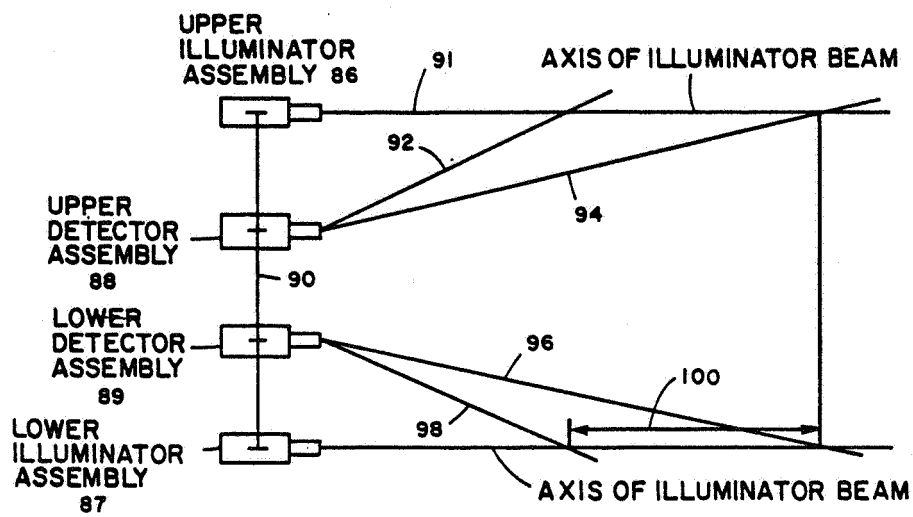 UPPER
ILLUMINATOR
ASSEMBLY 86
91
AXIS OF ILLUMINATOR BEAM
92
94
UPPER
DETECTOR
ASSEMBLY
88
90
LOWER
DETECTOR
ASSEMBLY
89
96
100
98
LOWER
ILLUMINATOR
ASSEMBLY
87
AXIS OF ILLUMINATOR BEAM